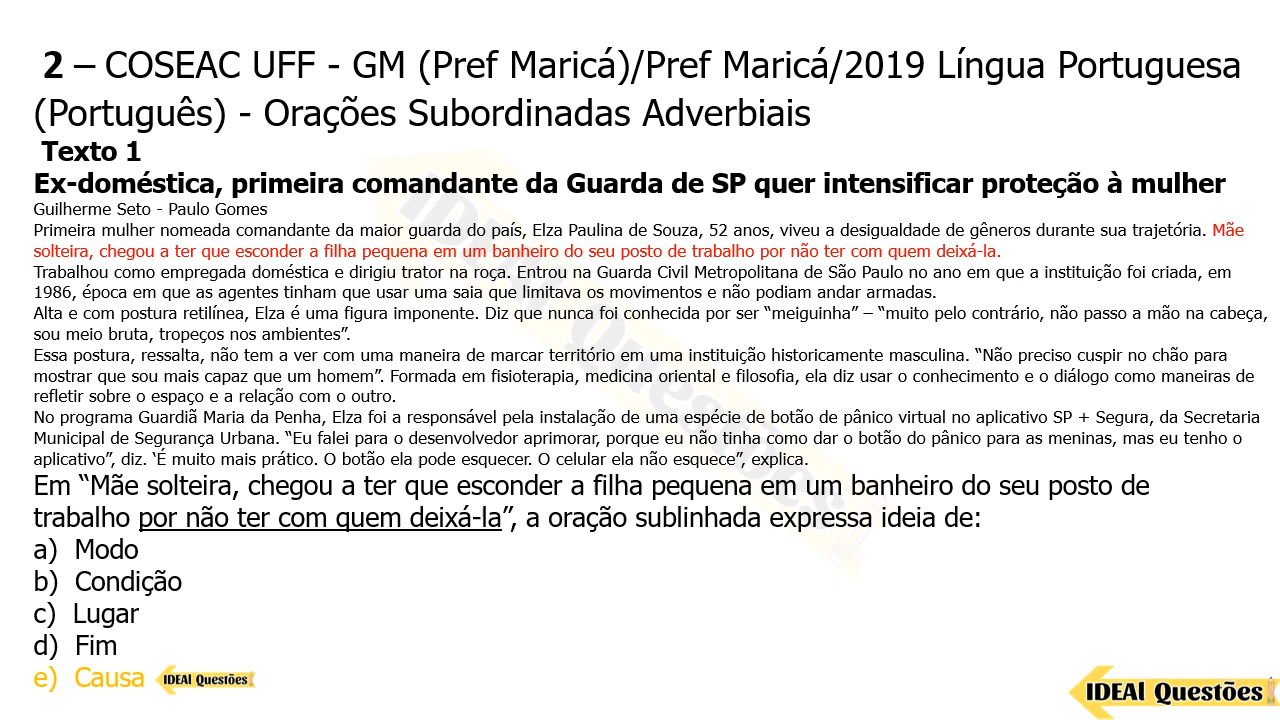 2 – COSEAC UFF - GM (Pref Maricá)/Pref Maricá/2019 Língua Portuguesa
(Português) - Orações Subordinadas Adverbiais
Texto 1
Ex-doméstica, primeira comandante da Guarda de SP quer intensificar proteção à mulher
Guilherme Seto - Paulo Gomes
Primeira mulher nomeada comandante da maior guarda do país, Elza Paulina de Souza, 52 anos, viveu a desigualdade de gêneros durante sua trajetória. Mãe
solteira, chegou a ter que esconder a filha pequena em um banheiro do seu posto de trabalho por não ter com quem deixá-la.
Trabalhou como empregada doméstica e dirigiu trator na roça. Entrou na Guarda Civil Metropolitana de São Paulo no ano em que a instituição foi criada, em
1986, época em que as agentes tinham que usar uma saia que limitava os movimentos e não podiam andar armadas.
Alta e com postura retilínea, Elza é uma figura imponente. Diz que nunca foi conhecida por ser “meiguinha” – “muito pelo contrário, não passo a mão na cabeça,
sou meio bruta, tropeços nos ambientes”.
Essa postura, ressalta, não tem a ver com uma maneira de marcar território em uma instituição historicamente masculina. “Não preciso cuspir no chão para
mostrar que sou mais capaz que um homem”. Formada em fisioterapia, medicina oriental e filosofia, ela diz usar o conhecimento e o diálogo como maneiras de
refletir sobre o espaço e a relação com o outro.
No programa Guardiã Maria da Penha, Elza foi a responsável pela instalação de uma espécie de botão de pânico virtual no aplicativo SP + Segura, da Secretaria
Municipal de Segurança Urbana. “Eu falei para o desenvolvedor aprimorar, porque eu não tinha como dar o botão do pânico para as meninas, mas eu tenho o
aplicativo”, diz. ‘É muito mais prático. O botão ela pode esquecer. O celular ela não esquece”, explica.
Em “Mãe solteira, chegou a ter que esconder a filha pequena em um banheiro do seu posto de
trabalho por não ter com quem deixá-la”, a oração sublinhada expressa ideia de:
a) Modo
b) Condição
c) Lugar
d) Fim
e) Causa IDEAl Questões
IDEAl Questões
IDEAl Questões